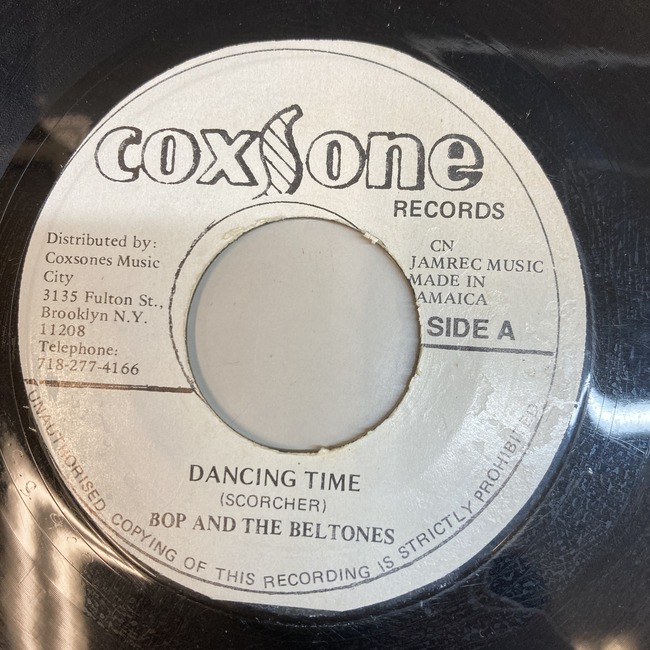 coxsone
RECORDS
Distributed by:
Coxsones Music
City
3135 Fulton St.,
Brooklyn N.Y.
11208
Telephone:
718-277-4166
CN
JAMREC MUSIC
MADE IN
AMAICA
SIDE A
DANCING TIME
(SCORCHER)
BOP AND THE BELTONES
UNAUTHORISED COPYING OF THIS RECORDING IS STRICTLY PROHIBITED